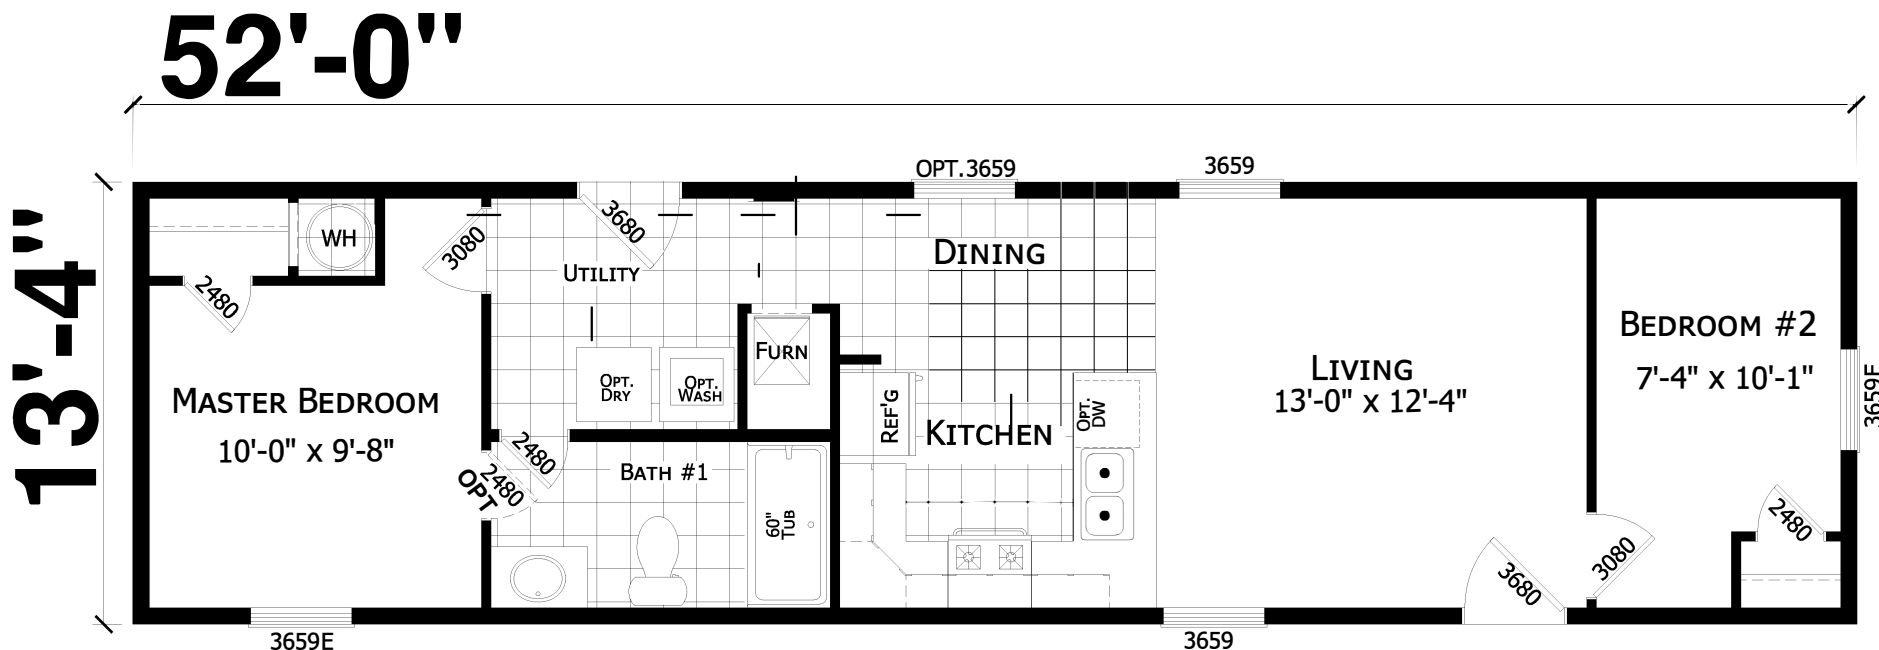 52'-0"
13'-4"
OPT.3659
3659
WH
3080
3680
2480
UTILITY
DINING
MASTER BEDROOM
10'-0" X 9'-8"
OPT.
DRY
OPT.
WASH
FURN
REF'G
KITCHEN
OPT.
DW
LIVING
13'-0" X 12'-4"
BEDROOM #2
7'-4" X 10'-1"
3659E
2480
2480
OPT
BATH #1
60"
TUB
2480
3680
3080
3659E
3659